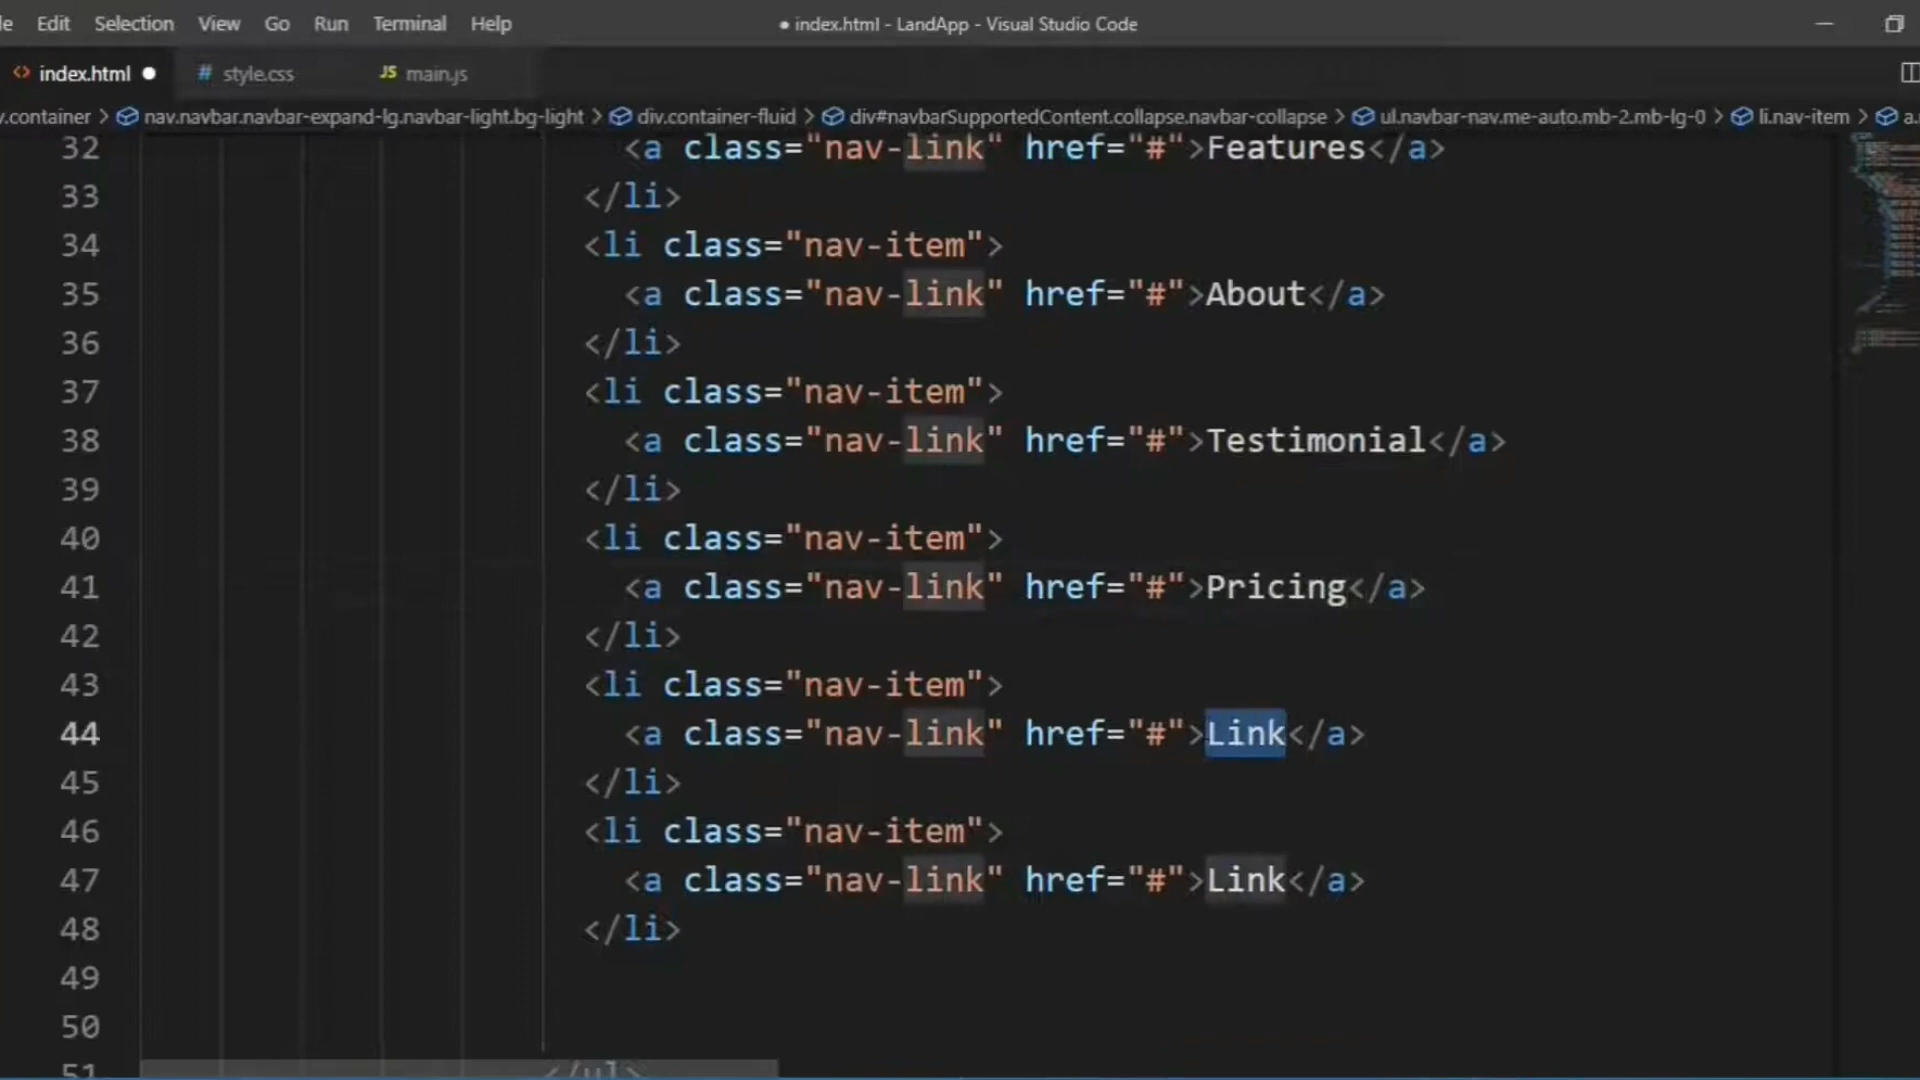 Edit Selection View Go Run Terminal Help ● index.html - LandApp - Visual Studio Code
<> index.html ● # style.css JS main.js
.container > nav.navbar.navbar-expand-lg.navbar-light.bg-light > div.container-fluid > div#navbarSupportedContent.collapse.navbar-collapse > ul.navbar-nav.me-auto.mb-2.mb-lg-0 > li.nav-item >
32 <a class="nav-link" href="#">Features</a>
33 </li>
34 <li class="nav-item">
35 <a class="nav-link" href="#">About</a>
36 </li>
37 <li class="nav-item">
38 <a class="nav-link" href="#">Testimonial</a>
39 </li>
40 <li class="nav-item">
41 <a class="nav-link" href="#">Pricing</a>
42 </li>
43 <li class="nav-item">
44 <a class="nav-link" href="#">Link</a>
45 </li>
46 <li class="nav-item">
47 <a class="nav-link" href="#">Link</a>
48 </li>
49
50
51 </ul>